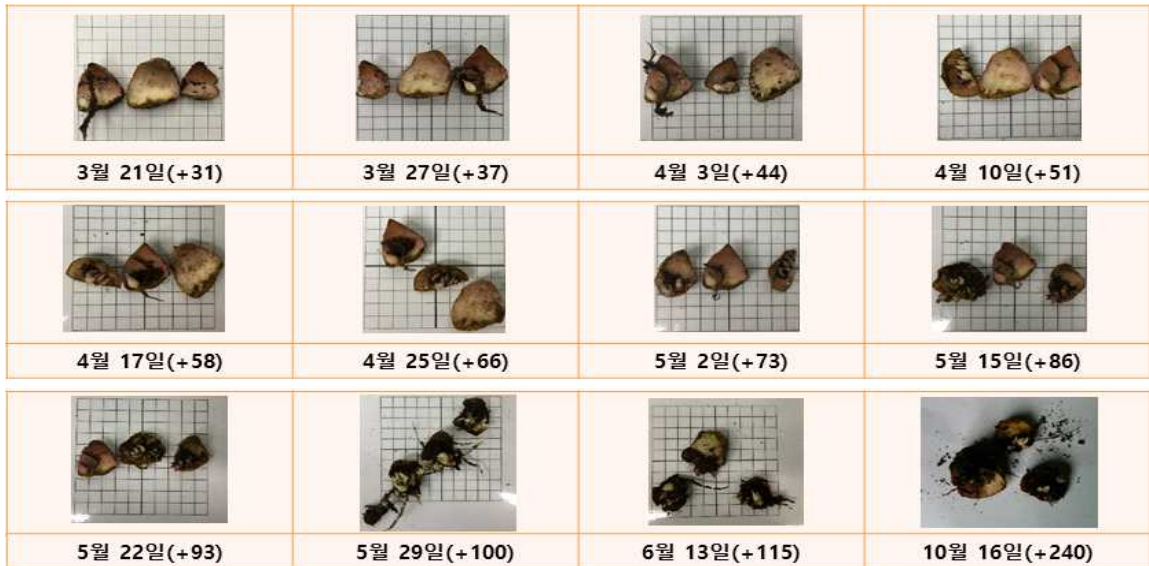 3월 21일(+31)
3월 27일(+37)
4월 3일(+44)
4월 10일(+51)
4월 17일(+58)
4월 25일(+66)
5월 2일(+73)
5월 15일(+86)
5월 22일(+93)
5월 29일(+100)
6월 13일(+115)
10월 16일(+240)